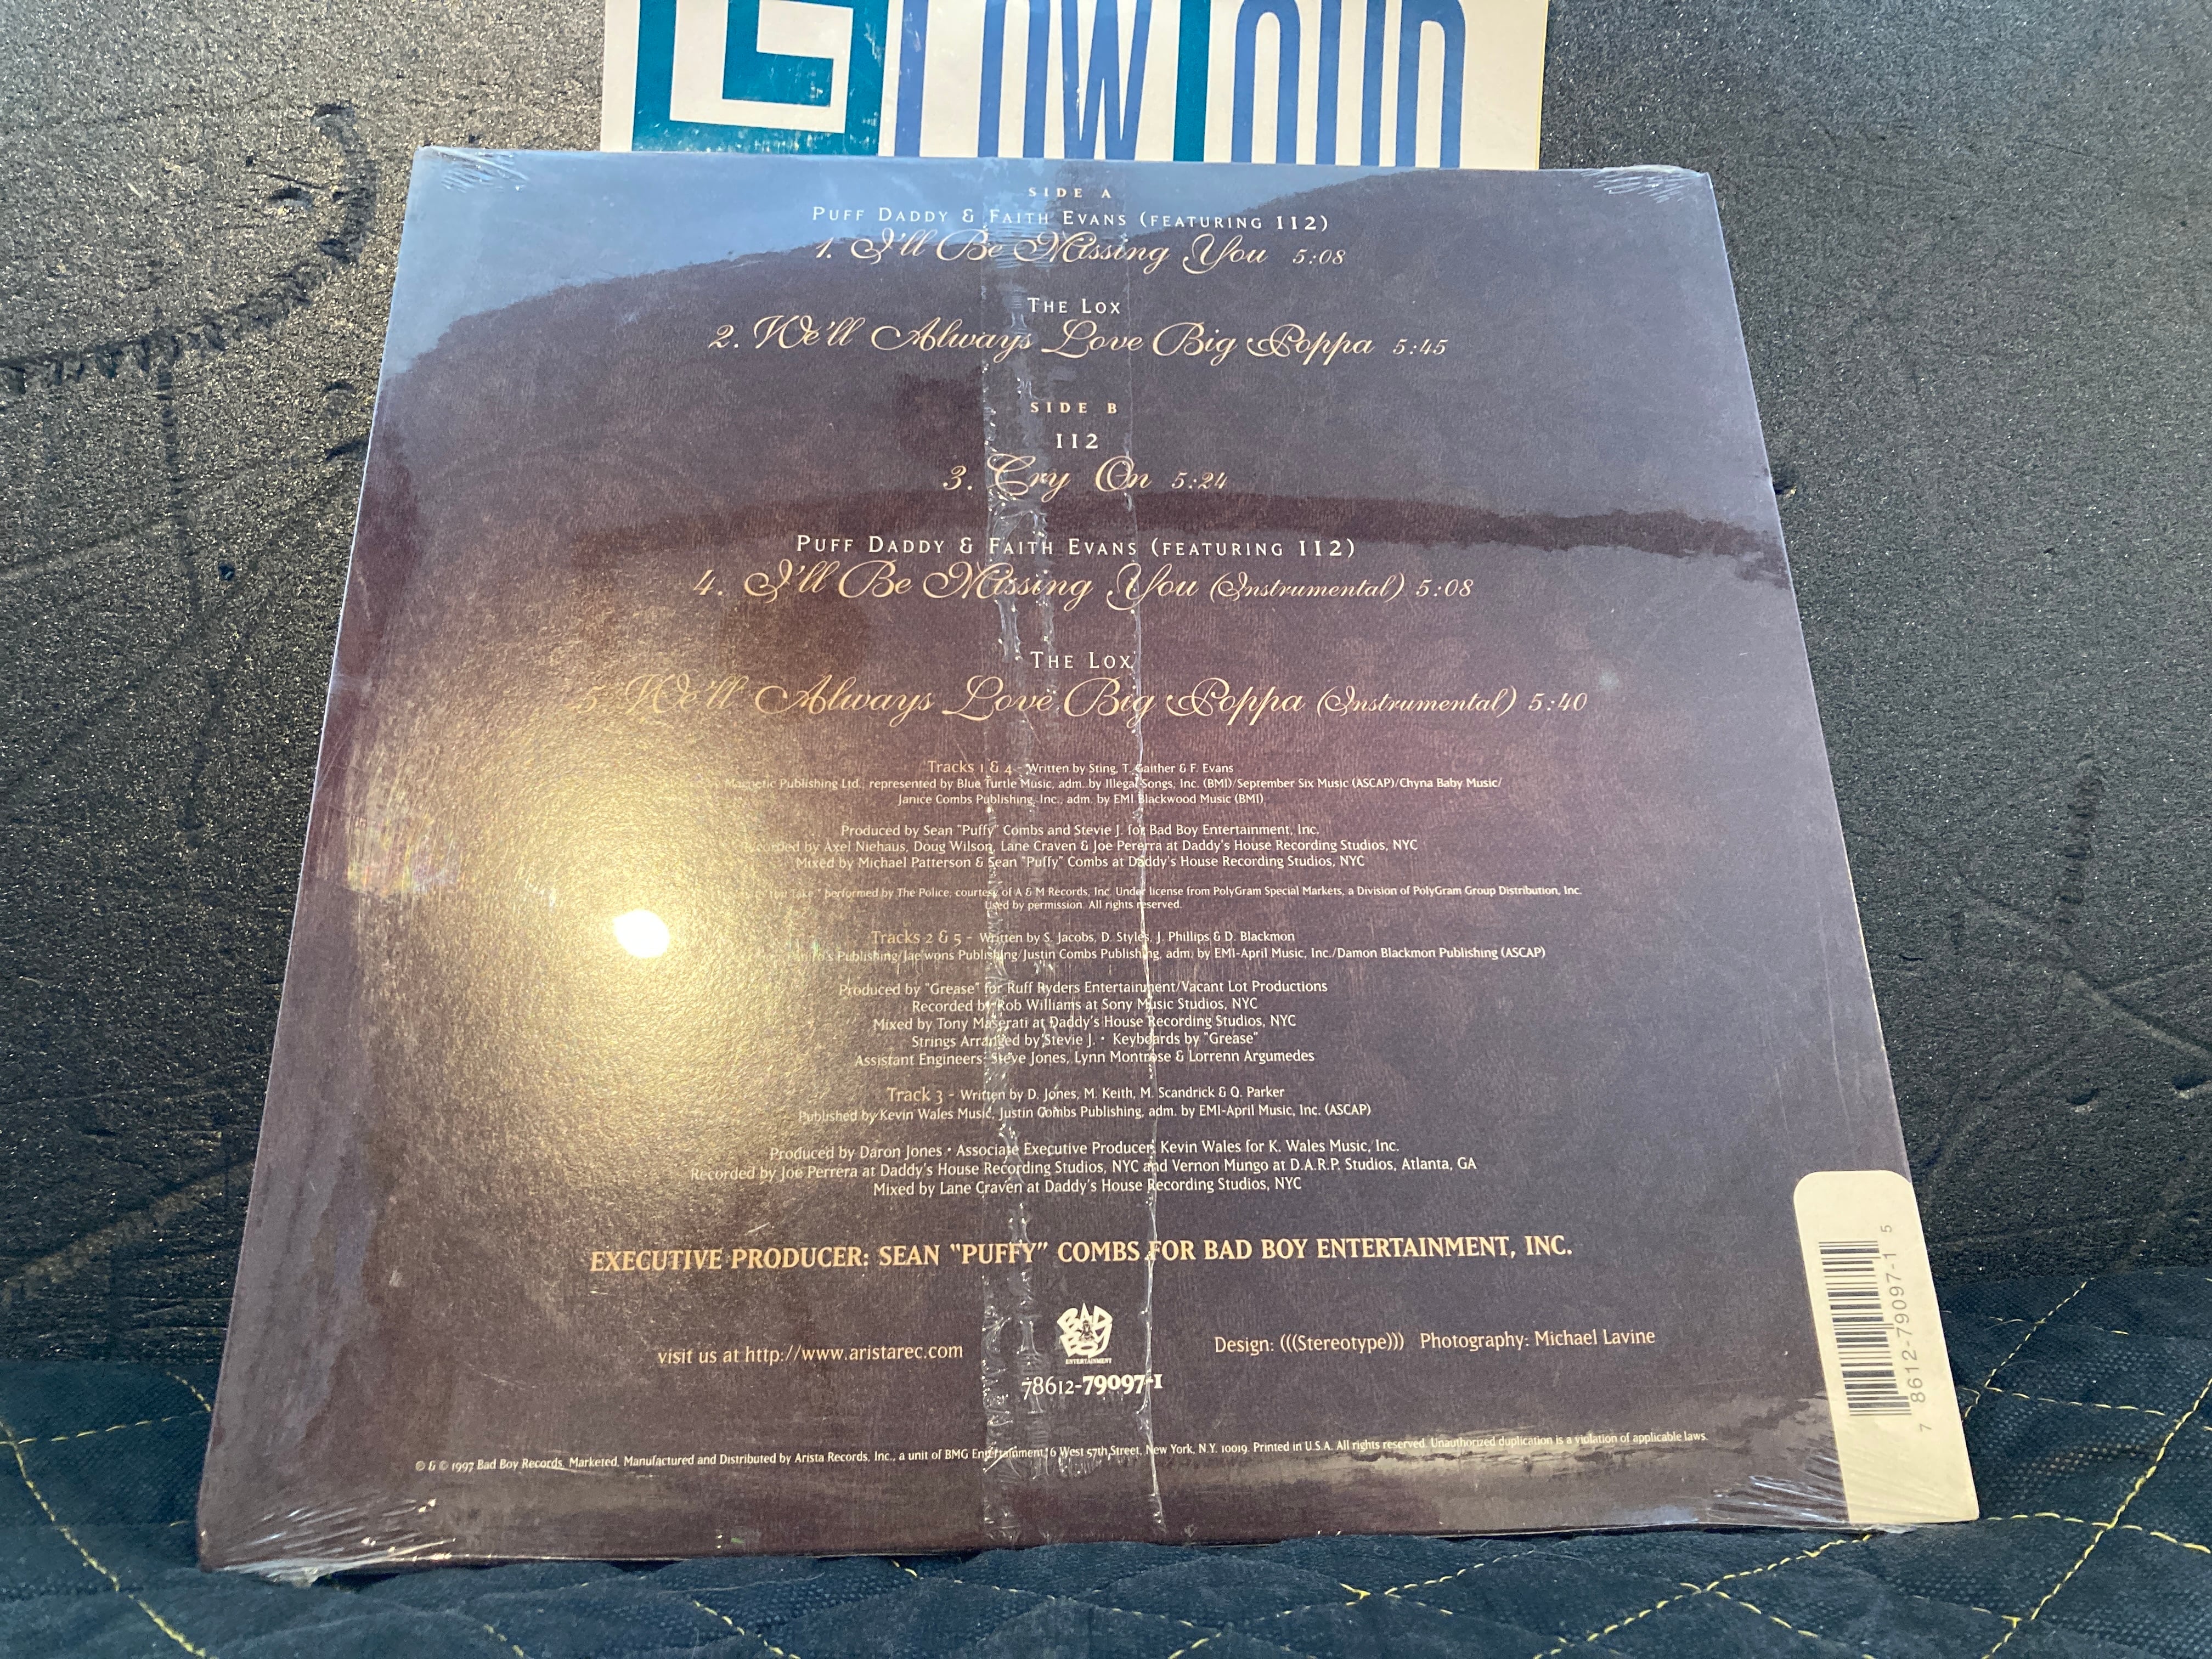 SIDE A
PUFF DADDY & FAITH EVANS (FEATURING 112)
1. I'll Be Missing You 5:08
THE LOX
2. We'll Always Love Big Poppa 5:45
SIDE B
112
3. Cry On 5:24
PUFF DADDY & FAITH EVANS (FEATURING 112)
4. I'll Be Missing You (Instrumental) 5:08
THE LOX
5. We'll Always Love Big Poppa (Instrumental) 5:40
Tracks 1 & 4 - Written by Sting, T. Gaither & F. Evans
Magnetic Publishing Ltd., represented by Blue Turtle Music, adm. by Illegal Songs, Inc. (BMI)/September Six Music (ASCAP)/Chyna Baby Music/
Janice Combs Publishing, Inc., adm. by EMI Blackwood Music (BMI)
Produced by Sean "Puffy" Combs and Stevie J. for Bad Boy Entertainment, Inc.
Recorded by Axel Niehaus, Doug Wilson, Lane Craven & Joe Pererra at Daddy's House Recording Studios, NYC
Mixed by Michael Patterson & Sean "Puffy" Combs at Daddy's House Recording Studios, NYC
You Take," performed by The Police, courtesy of A & M Records, Inc. Under license from PolyGram Special Markets, a Division of PolyGram Group Distribution, Inc.
Used by permission. All rights reserved.
Tracks 2 & 5 - Written by S. Jacobs, D. Styles, J. Phillips & D. Blackmon
Publishing/Jae'wons Publishing/Justin Combs Publishing, adm. by EMI-April Music, Inc./Damon Blackmon Publishing (ASCAP)
Produced by "Grease" for Ruff Ryders Entertainment/Vacant Lot Productions
Recorded by Rob Williams at Sony Music Studios, NYC
Mixed by Tony Maserati at Daddy's House Recording Studios, NYC
Strings Arranged by Stevie J. • Keyboards by "Grease"
Assistant Engineers: Steve Jones, Lynn Montrose & Lorrenn Argumedes
Track 3 - Written by D. Jones, M. Keith, M. Scandrick & Q. Parker
Published by Kevin Wales Music, Justin Combs Publishing, adm. by EMI-April Music, Inc. (ASCAP)
Produced by Daron Jones • Associate Executive Producer: Kevin Wales for K. Wales Music, Inc.
Recorded by Joe Perrera at Daddy's House Recording Studios, NYC and Vernon Mungo at D.A.R.P. Studios, Atlanta, GA
Mixed by Lane Craven at Daddy's House Recording Studios, NYC
EXECUTIVE PRODUCER: SEAN "PUFFY" COMBS FOR BAD BOY ENTERTAINMENT, INC.
visit us at http://www.aristarec.com
BAD BOY ENTERTAINMENT
Design: (((Stereotype))) Photography: Michael Lavine
78612-79097-1
℗ & © 1997 Bad Boy Records. Marketed, Manufactured and Distributed by Arista Records, Inc., a unit of BMG Entertainment, 6 West 57th Street, New York, N.Y. 10019. Printed in U.S.A. All rights reserved. Unauthorized duplication is a violation of applicable laws.
7 8612-79097-1 5